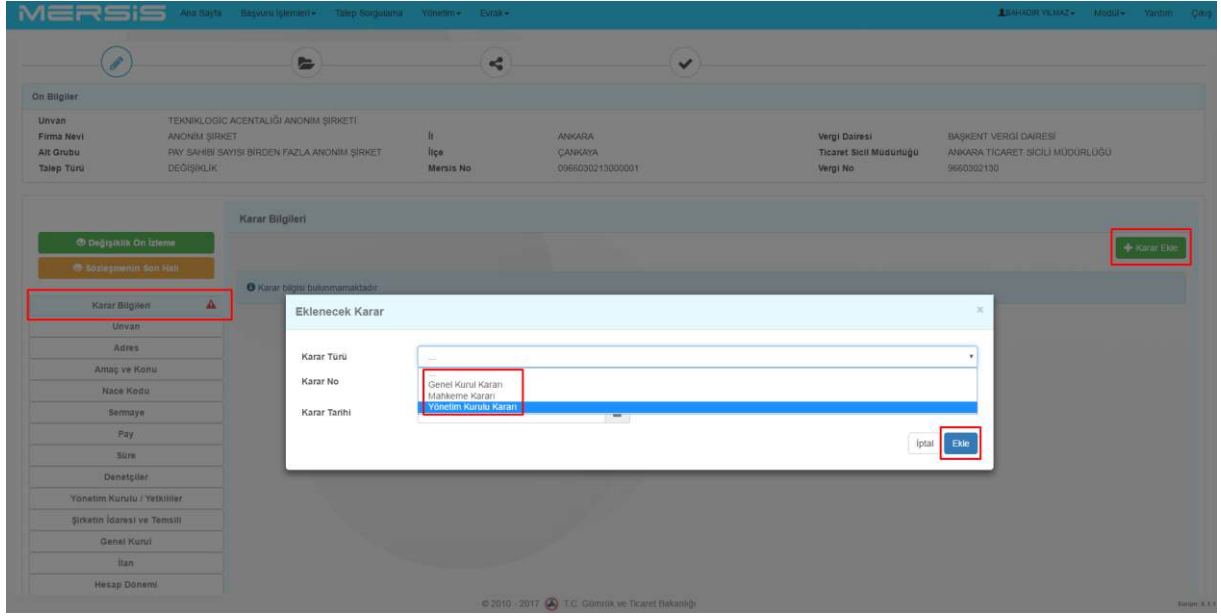 MERSİS Ana Sayfa Başvuru İşlemleri Talep Sorgulama Yönetim Evrak BAHADIR YILMAZ Modül Yardım Çıkış
Ön Bilgiler
Unvan TEKNİKLOGİC ACENTALIĞI ANONİM ŞİRKETİ
Firma Nevi ANONİM ŞİRKET İl ANKARA Vergi Dairesi BAŞKENT VERGİ DAİRESİ
Alt Grubu PAY SAHİBİ SAYISI BİRDEN FAZLA ANONİM ŞİRKET İlçe ÇANKAYA Ticaret Sicil Müdürlüğü ANKARA TİCARET SİCİLİ MÜDÜRLÜĞÜ
Talep Türü DEĞİŞİKLİK Mersis No 0966030213000001 Vergi No 9660302130
Karar Bilgileri
Değişiklik Ön İzleme
+ Karar Ekle
Sözleşmenin Son Hali
Karar bilgisi bulunmamaktadır
Karar Bilgileri
Eklenecek Karar ×
Unvan
Adres
Karar Türü ...
Amaç ve Konu
...
Karar No Genel Kurul Kararı
Nace Kodu
Mahkeme Kararı
Yönetim Kurulu Kararı
Sermaye
Karar Tarihi
Pay
İptal Ekle
Süre
Denetçiler
Yönetim Kurulu / Yetkililer
Şirketin İdaresi ve Temsili
Genel Kurul
İlan
Hesap Dönemi
© 2010 - 2017 T.C. Gümrük ve Ticaret Bakanlığı